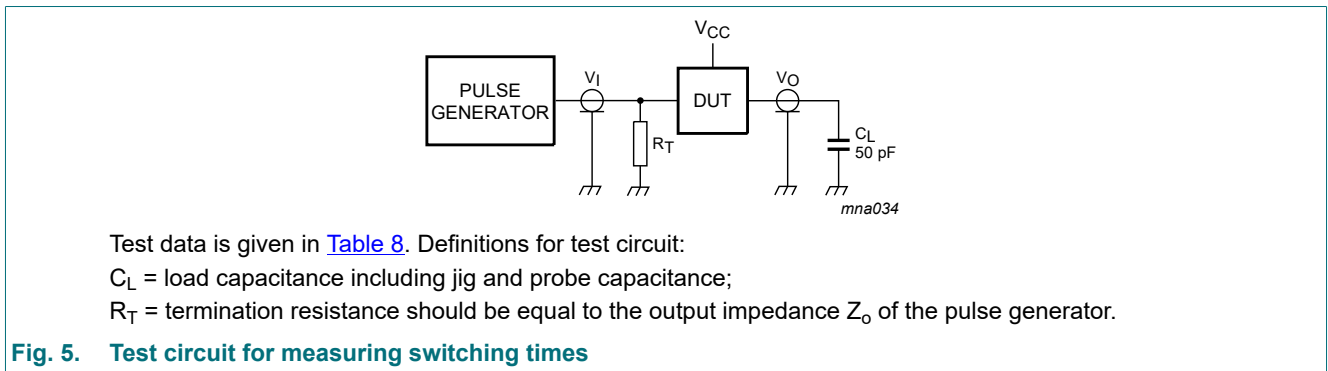 VCC
PULSE
GENERATOR
VI
DUT
VO
RT
CL
50 pF
mna034
Test data is given in Table 8. Definitions for test circuit:
CL = load capacitance including jig and probe capacitance;
RT = termination resistance should be equal to the output impedance Zo of the pulse generator.
Fig. 5. Test circuit for measuring switching times